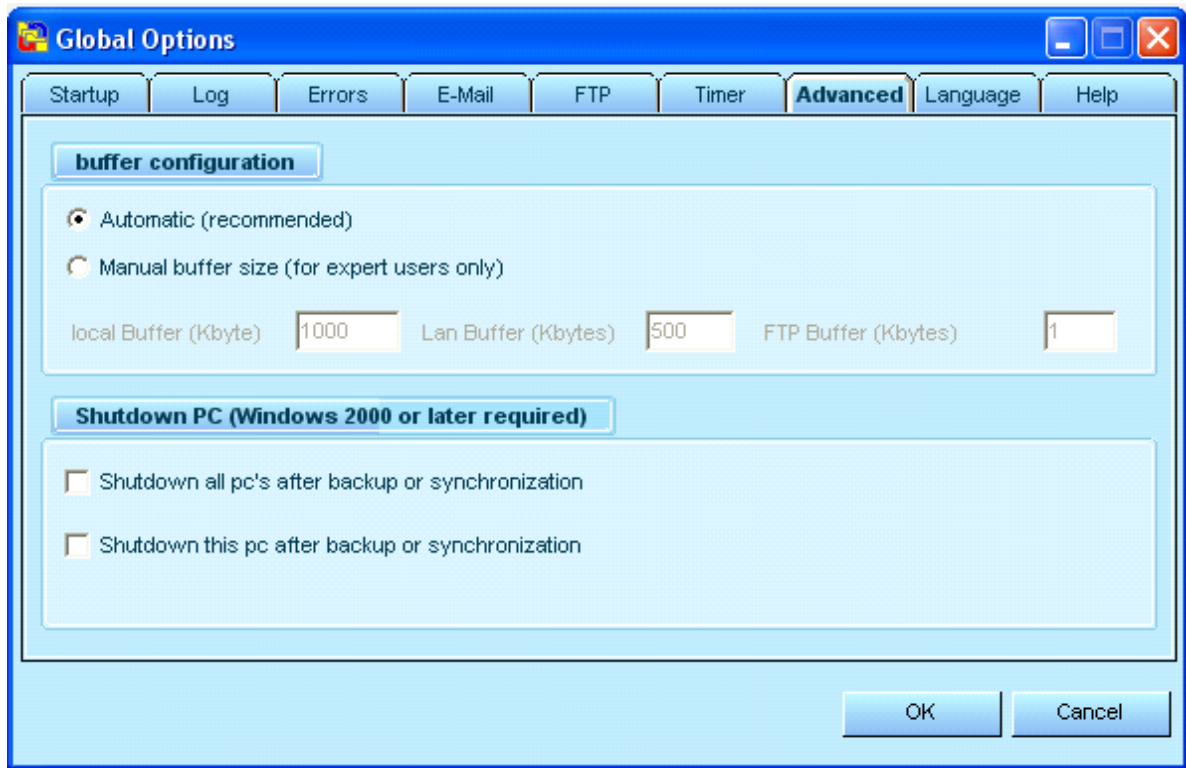 Global Options
Startup Log Errors E-Mail FTP Timer Advanced Language Help
buffer configuration
Automatic (recommended)
Manual buffer size (for expert users only)
local Buffer (Kbyte) 1000 Lan Buffer (Kbytes) 500 FTP Buffer (Kbytes) 1
Shutdown PC (Windows 2000 or later required)
Shutdown all pc's after backup or synchronization
Shutdown this pc after backup or synchronization
OK Cancel